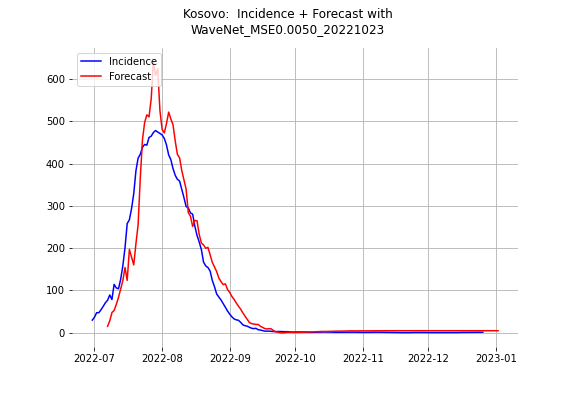 Kosovo:  Incidence + Forecast with
WaveNet_MSE0.0050_20221023
Incidence
Forecast
600
500
400
300
200
100
0
2022-07 2022-08 2022-09 2022-10 2022-11 2022-12 2023-01